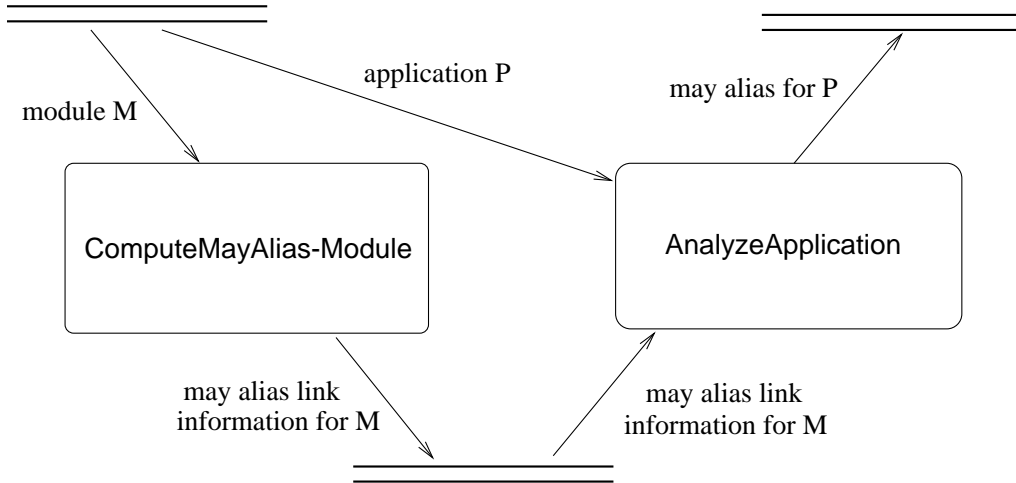 application P
may alias for P
module M
ComputeMayAlias-Module
AnalyzeApplication
may alias link
information for M
may alias link
information for M